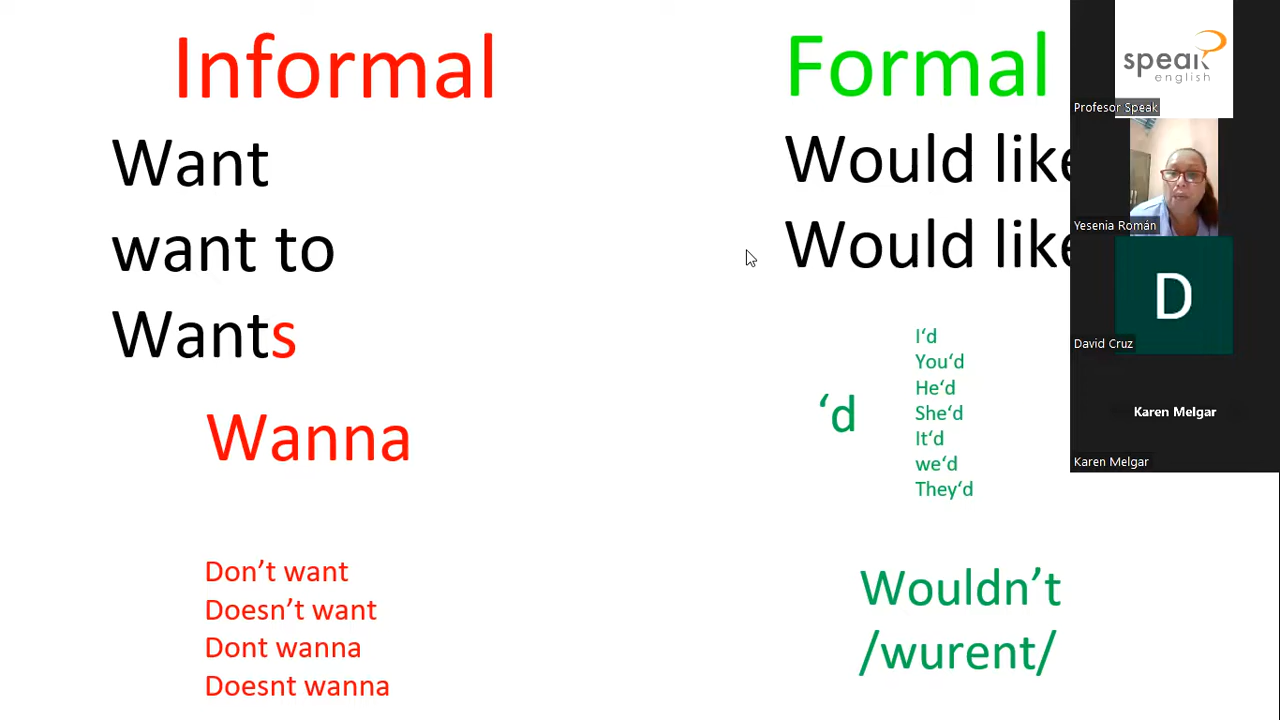 Informal
Want
want to
Wants
Wanna
Don’t want
Doesn’t want
Dont wanna
Doesnt wanna
Formal
Would like
Would like
‘d
I‘d
You‘d
He‘d
She‘d
It‘d
we‘d
They‘d
Wouldn’t
/wurent/
speak
english
Profesor Speak
Yesenia Román
D
David Cruz
Karen Melgar
Karen Melgar